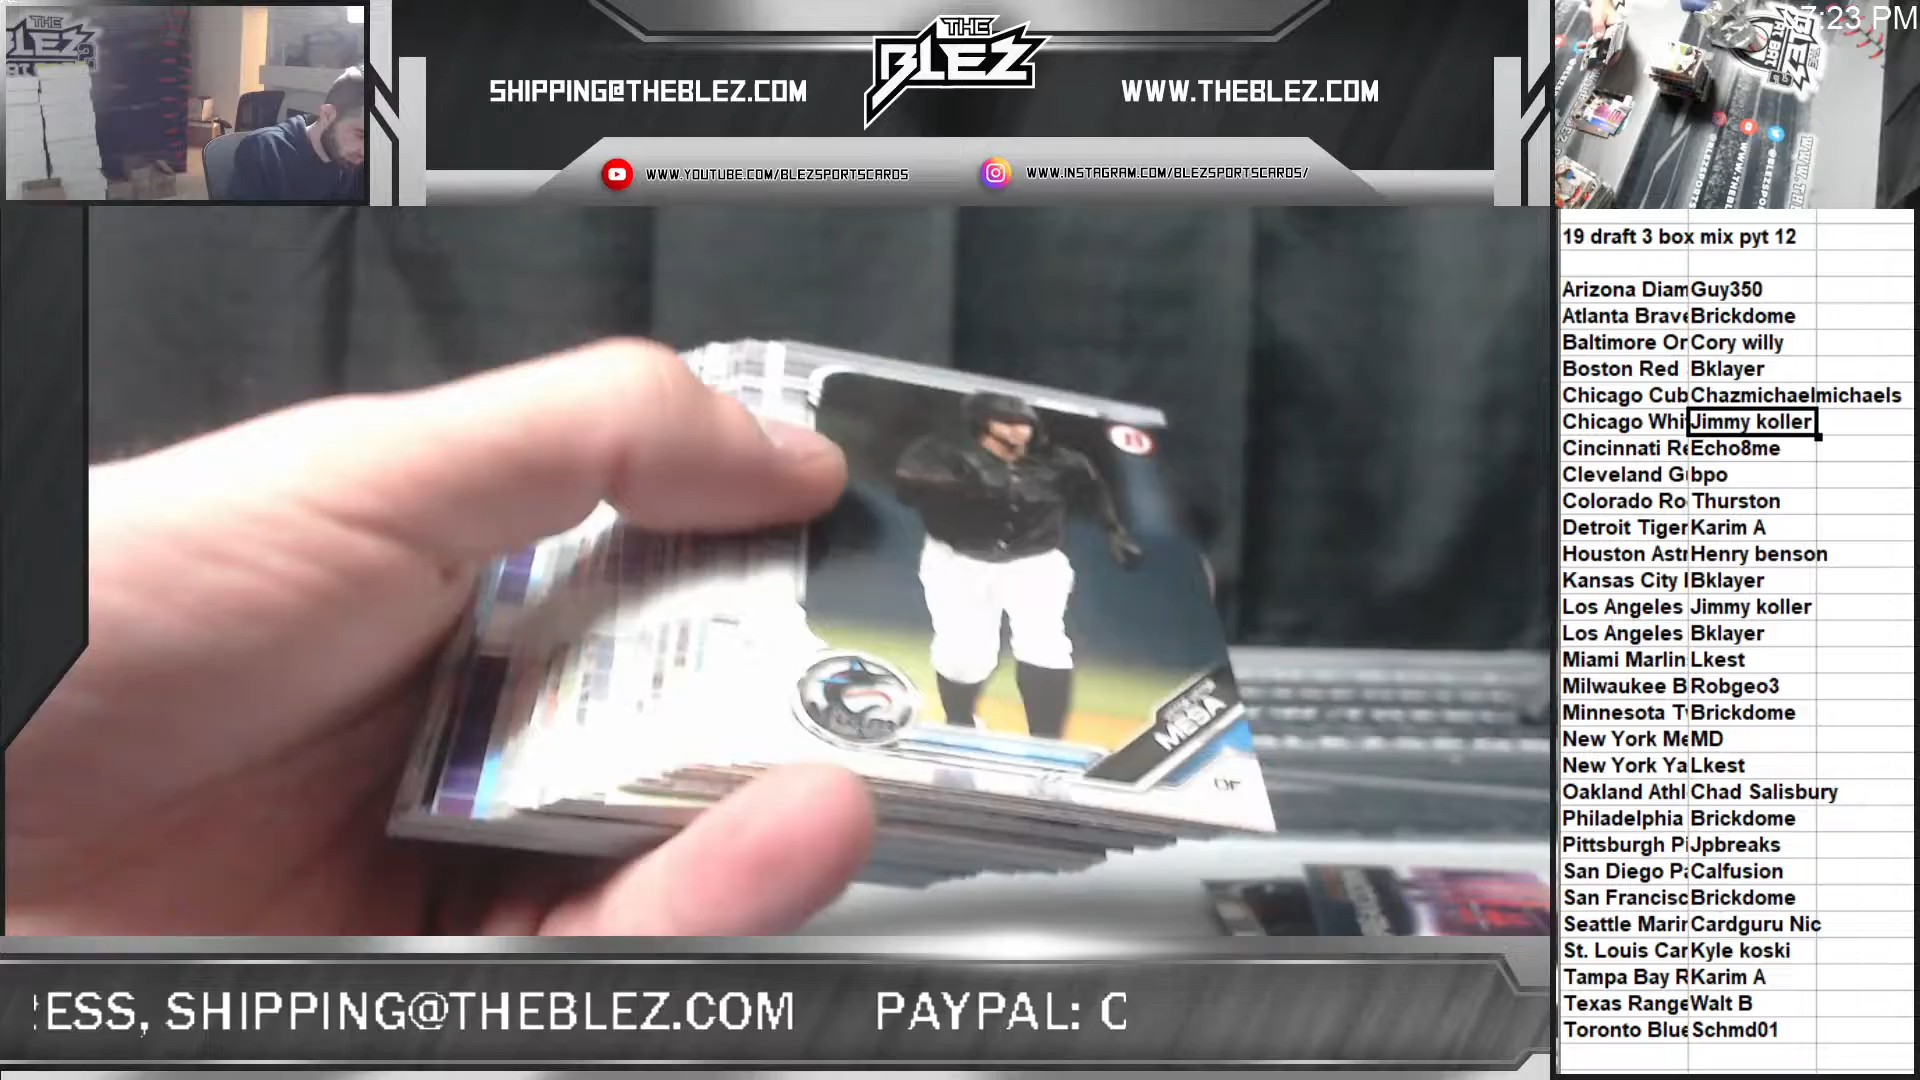 THE
BLEZ
SHIPPING@THEBLEZ.COM
WWW.THEBLEZ.COM
WWW.YOUTUBE.COM/BLEZSPORTSCARDS
WWW.INSTAGRAM.COM/BLEZSPORTSCARDS/
7:23 PM
THE
BLEZ
19 draft 3 box mix pyt 12
Arizona Diam Guy350
Atlanta Brave Brickdome
Baltimore Or Cory willy
Boston Red Bklayer
Chicago Cub Chazmichaelmichaels
Chicago Whi Jimmy koller
Cincinnati Re Echo8me
Cleveland Gu bpo
Colorado Ro Thurston
Detroit Tiger Karim A
Houston Astr Henry benson
Kansas City Bklayer
Los Angeles Jimmy koller
Los Angeles Bklayer
Miami Marlin Lkest
Milwaukee B Robgeo3
Minnesota Tw Brickdome
New York Me MD
New York Ya Lkest
Oakland Athl Chad Salisbury
Philadelphia Brickdome
Pittsburgh Pi Jpbreaks
San Diego Pa Calfusion
San Francisc Brickdome
Seattle Marir Cardguru Nic
St. Louis Car Kyle koski
Tampa Bay R Karim A
Texas Range Walt B
Toronto Blue Schmd01
MESA
OF
ESS, SHIPPING@THEBLEZ.COM PAYPAL: C